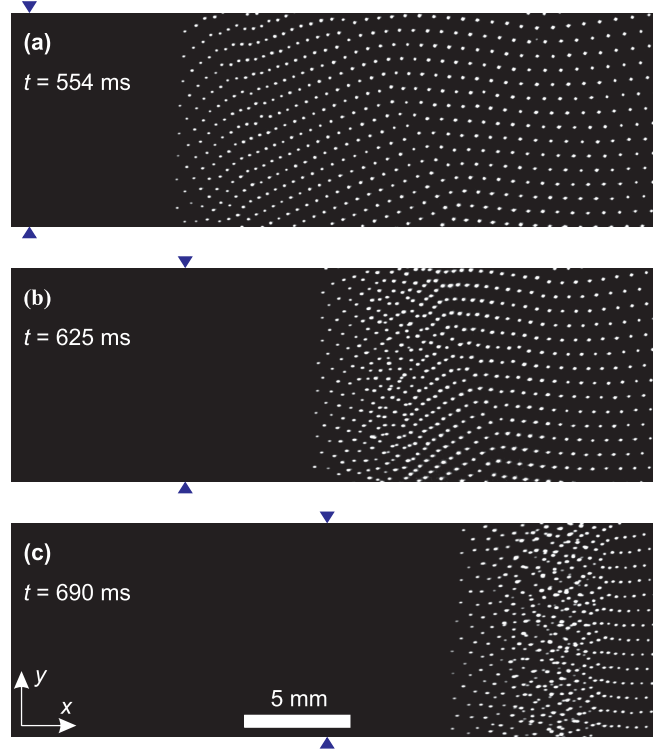 (a)
t = 554 ms
(b)
t = 625 ms
(c)
t = 690 ms
y
x
5 mm